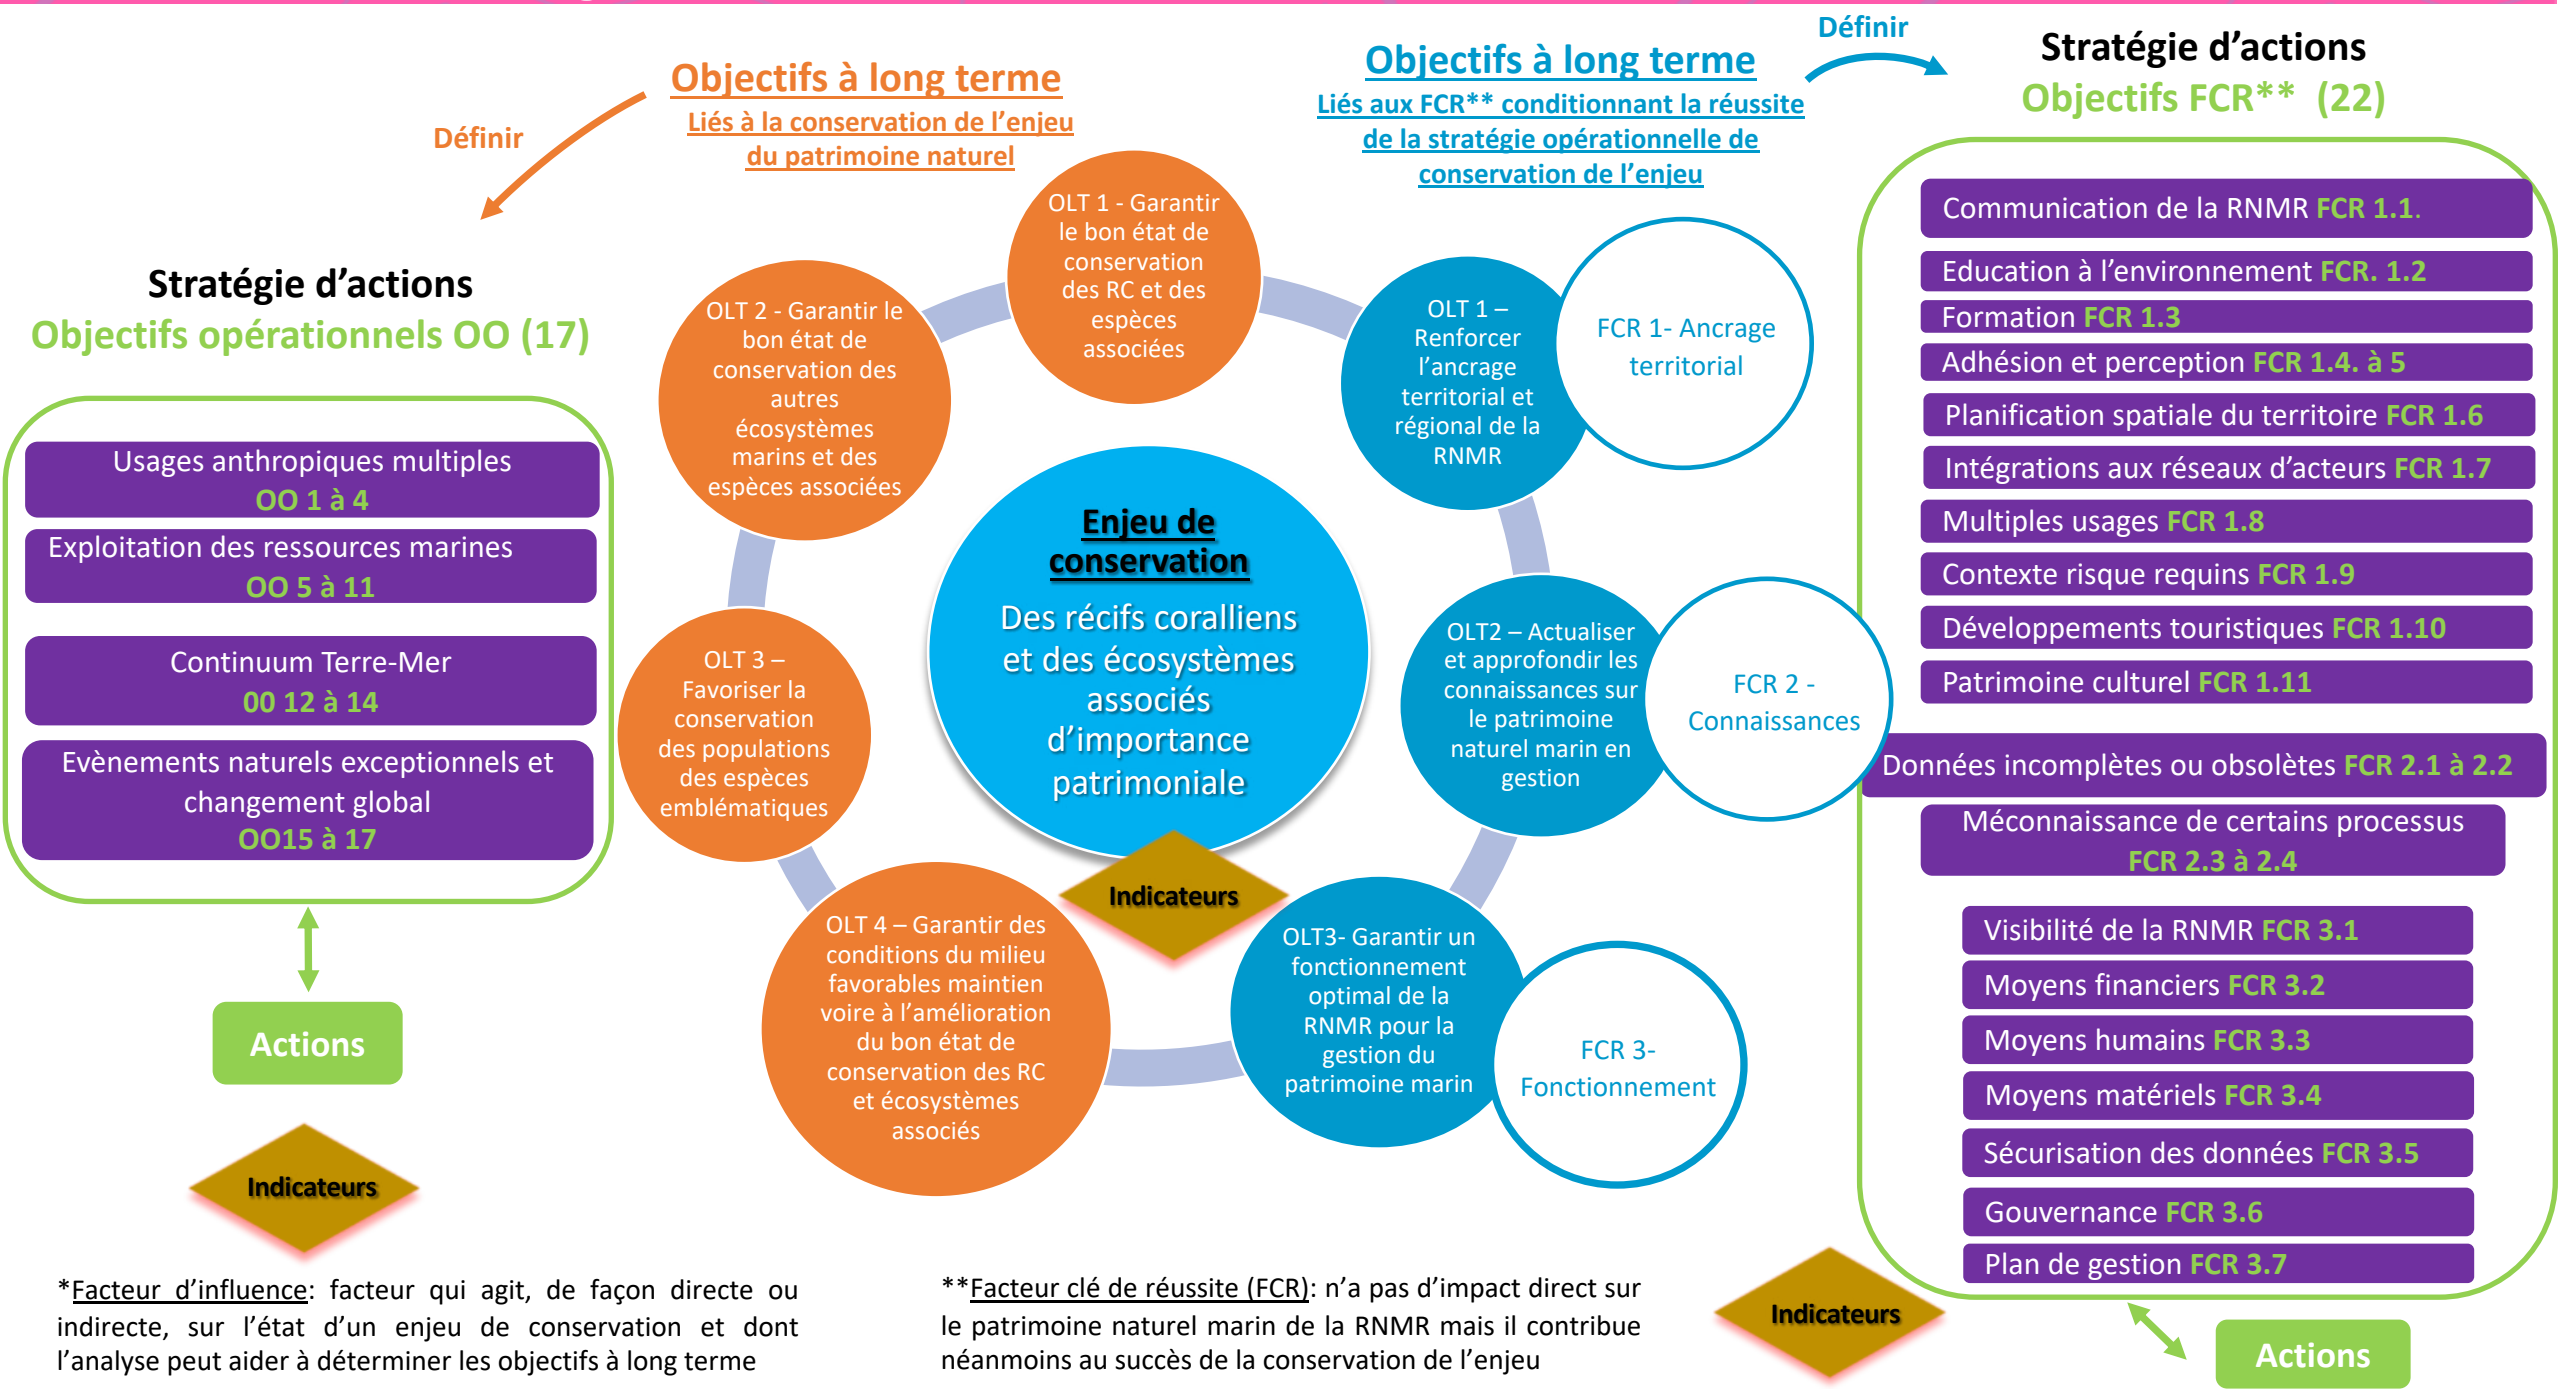 Définir
Objectifs à long terme
Liés à la conservation de l'enjeu
du patrimoine naturel
Objectifs à long terme
Liés aux FCR** conditionnant la réussite
de la stratégie opérationnelle de
conservation de l'enjeu
Définir
Stratégie d'actions
Objectifs FCR** (22)
Stratégie d'actions
Objectifs opérationnels OO (17)
Usages anthropiques multiples
OO 1 à 4
Exploitation des ressources marines
OO 5 à 11
Continuum Terre-Mer
00 12 à 14
Evènements naturels exceptionnels et
changement global
OO15 à 17
Actions
Indicateurs
OLT 1 - Garantir
le bon état de
conservation
des RC et des
espèces
associées
OLT 2 - Garantir le
bon état de
conservation des
autres
écosystèmes
marins et des
espèces associées
OLT 3 –
Favoriser la
conservation
des populations
des espèces
emblématiques
OLT 4 – Garantir des
conditions du milieu
favorables maintien
voire à l'amélioration
du bon état de
conservation des RC
et écosystèmes
associés
Enjeu de
conservation
Des récifs coralliens
et des écosystèmes
associés
d'importance
patrimoniale
Indicateurs
OLT 1 –
Renforcer
l'ancrage
territorial et
régional de la
RNMR
FCR 1- Ancrage
territorial
OLT2 – Actualiser
et approfondir les
connaissances sur
le patrimoine
naturel marin en
gestion
FCR 2 -
Connaissances
OLT3- Garantir un
fonctionnement
optimal de la
RNMR pour la
gestion du
patrimoine marin
FCR 3-
Fonctionnement
Communication de la RNMR FCR 1.1.
Education à l'environnement FCR. 1.2
Formation FCR 1.3
Adhésion et perception FCR 1.4. à 5
Planification spatiale du territoire FCR 1.6
Intégrations aux réseaux d'acteurs FCR 1.7
Multiples usages FCR 1.8
Contexte risque requins FCR 1.9
Développements touristiques FCR 1.10
Patrimoine culturel FCR 1.11
Données incomplètes ou obsolètes FCR 2.1 à 2.2
Méconnaissance de certains processus
FCR 2.3 à 2.4
Visibilité de la RNMR FCR 3.1
Moyens financiers FCR 3.2
Moyens humains FCR 3.3
Moyens matériels FCR 3.4
Sécurisation des données FCR 3.5
Gouvernance FCR 3.6
Plan de gestion FCR 3.7
Indicateurs
Actions
*Facteur d'influence: facteur qui agit, de façon directe ou
indirecte, sur l'état d'un enjeu de conservation et dont
l'analyse peut aider à déterminer les objectifs à long terme
**Facteur clé de réussite (FCR): n'a pas d'impact direct sur
le patrimoine naturel marin de la RNMR mais il contribue
néanmoins au succès de la conservation de l'enjeu